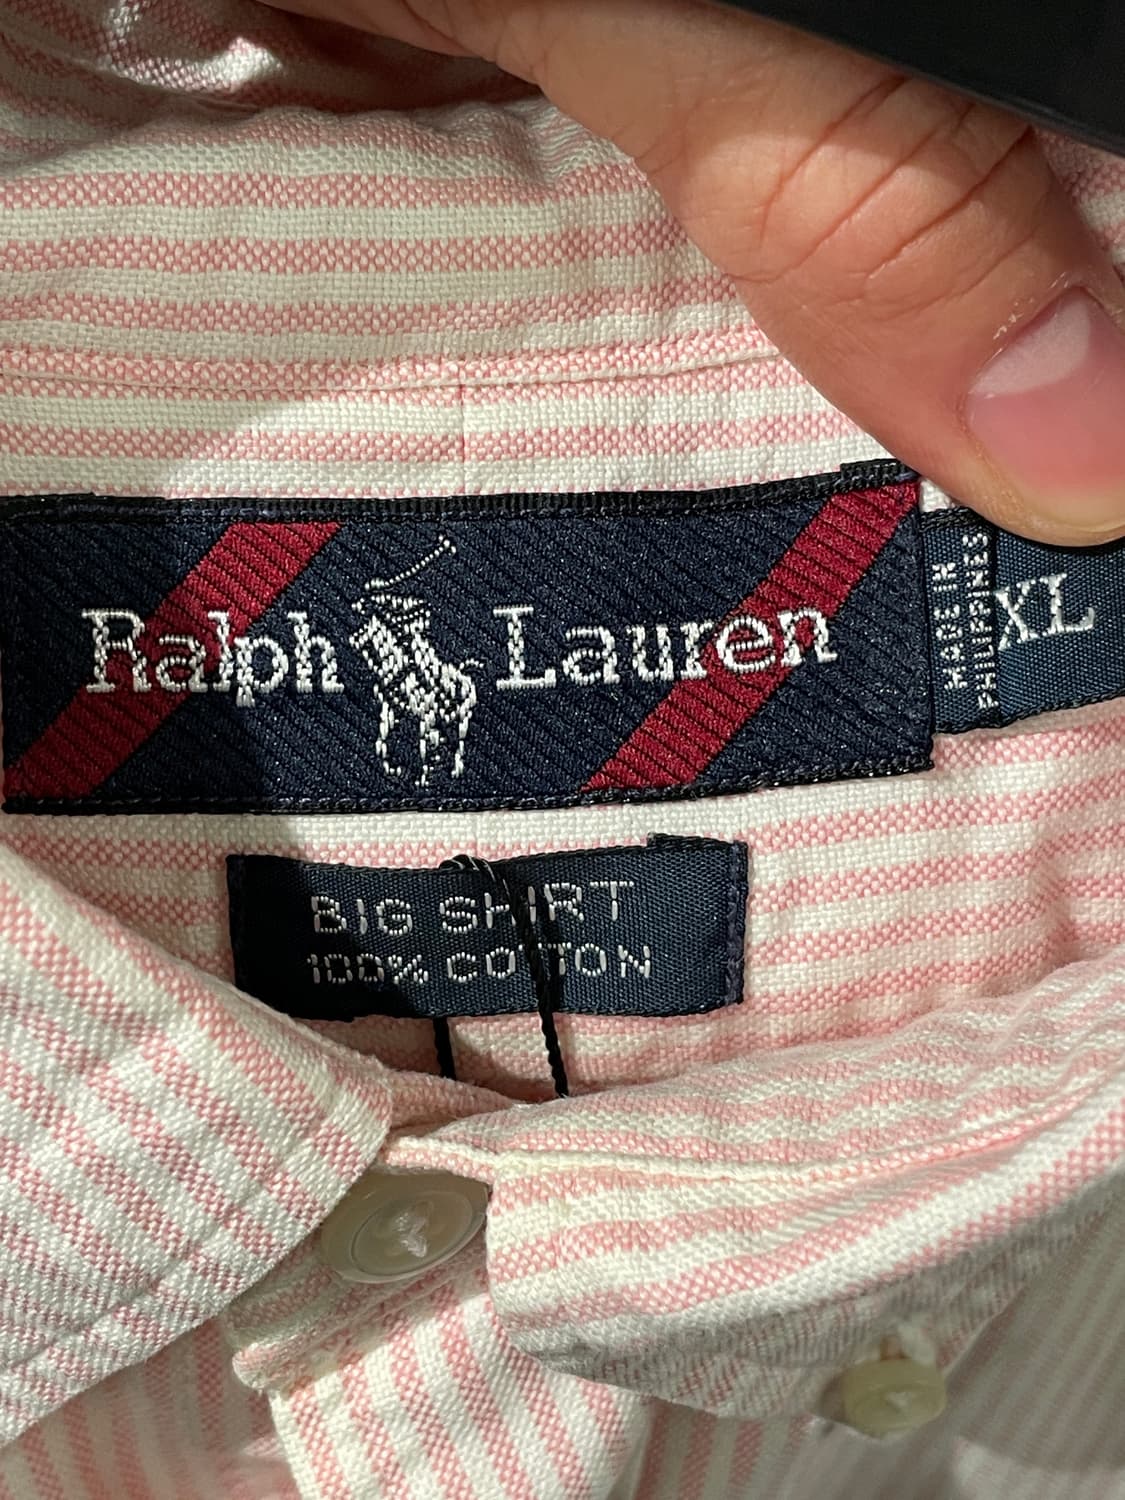 Ralph Lauren
MADE IN
PHILIPPINES
XL
BIG SHIRT
100% COTTON